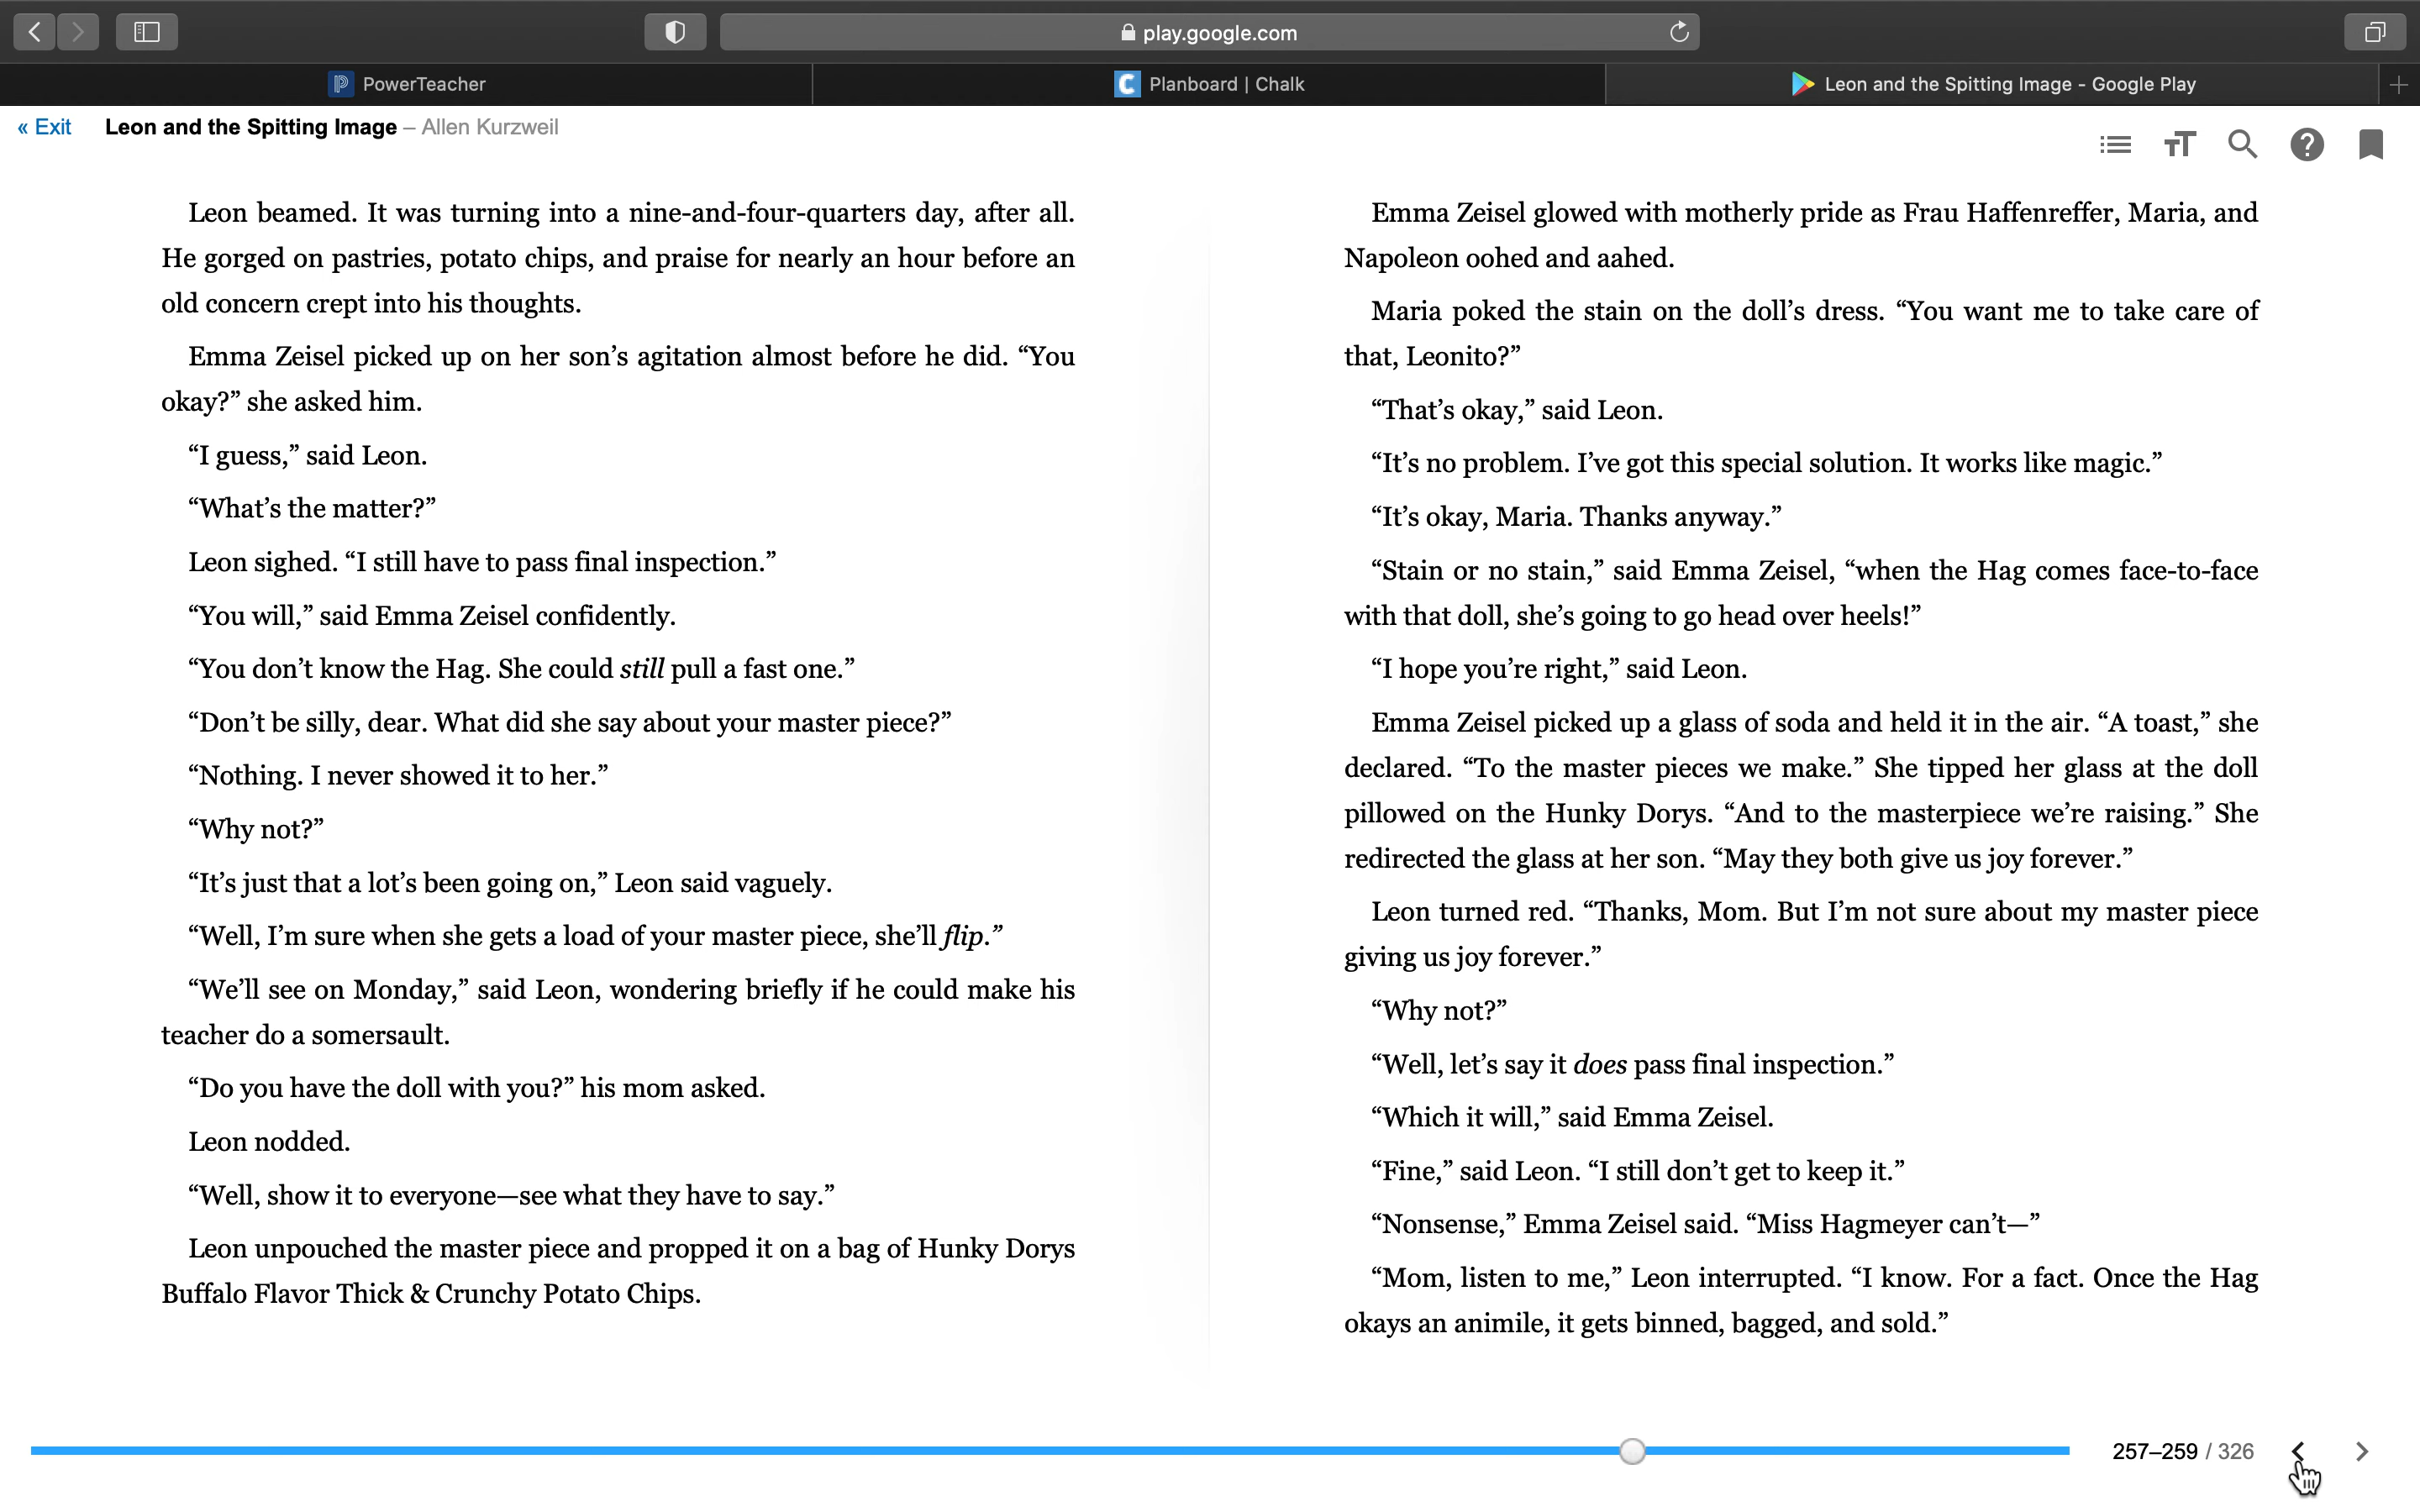 play.google.com
PowerTeacher
Planboard | Chalk
Leon and the Spitting Image - Google Play
« Exit Leon and the Spitting Image – Allen Kurzweil
Leon beamed. It was turning into a nine-and-four-quarters day, after all.
He gorged on pastries, potato chips, and praise for nearly an hour before an
old concern crept into his thoughts.
Emma Zeisel picked up on her son’s agitation almost before he did. “You
okay?” she asked him.
“I guess,” said Leon.
“What’s the matter?”
Leon sighed. “I still have to pass final inspection.”
“You will,” said Emma Zeisel confidently.
“You don’t know the Hag. She could still pull a fast one.”
“Don’t be silly, dear. What did she say about your master piece?”
“Nothing. I never showed it to her.”
“Why not?”
“It’s just that a lot’s been going on,” Leon said vaguely.
“Well, I’m sure when she gets a load of your master piece, she’ll flip.”
“We’ll see on Monday,” said Leon, wondering briefly if he could make his
teacher do a somersault.
“Do you have the doll with you?” his mom asked.
Leon nodded.
“Well, show it to everyone—see what they have to say.”
Leon unpouched the master piece and propped it on a bag of Hunky Dorys
Buffalo Flavor Thick & Crunchy Potato Chips.
Emma Zeisel glowed with motherly pride as Frau Haffenreffer, Maria, and
Napoleon oohed and aahed.
Maria poked the stain on the doll’s dress. “You want me to take care of
that, Leonito?”
“That’s okay,” said Leon.
“It’s no problem. I’ve got this special solution. It works like magic.”
“It’s okay, Maria. Thanks anyway.”
“Stain or no stain,” said Emma Zeisel, “when the Hag comes face-to-face
with that doll, she’s going to go head over heels!”
“I hope you’re right,” said Leon.
Emma Zeisel picked up a glass of soda and held it in the air. “A toast,” she
declared. “To the master pieces we make.” She tipped her glass at the doll
pillowed on the Hunky Dorys. “And to the masterpiece we’re raising.” She
redirected the glass at her son. “May they both give us joy forever.”
Leon turned red. “Thanks, Mom. But I’m not sure about my master piece
giving us joy forever.”
“Why not?”
“Well, let’s say it does pass final inspection.”
“Which it will,” said Emma Zeisel.
“Fine,” said Leon. “I still don’t get to keep it.”
“Nonsense,” Emma Zeisel said. “Miss Hagmeyer can’t—”
“Mom, listen to me,” Leon interrupted. “I know. For a fact. Once the Hag
okays an animile, it gets binned, bagged, and sold.”
257–259 / 326